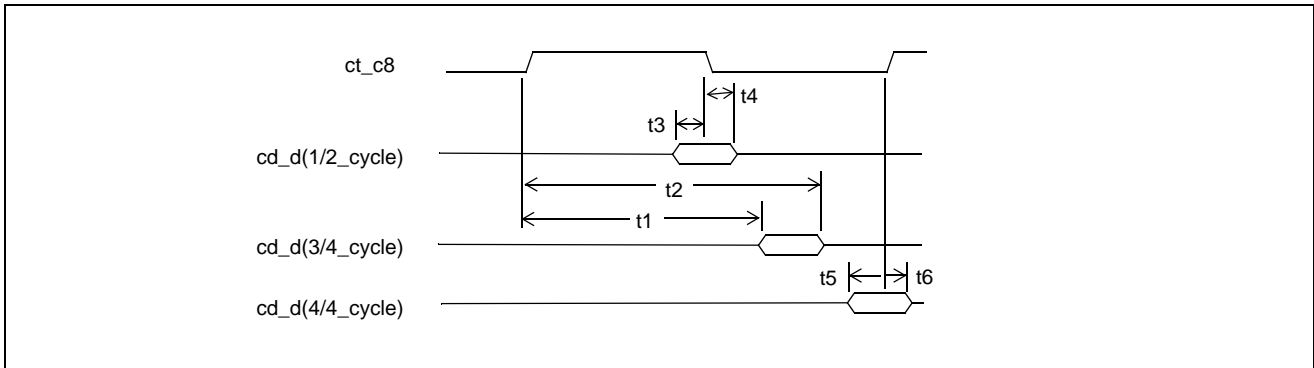 ct_c8
t4
t3
cd_d(1/2_cycle)
t2
t1
cd_d(3/4_cycle)
t5 t6
cd_d(4/4_cycle)